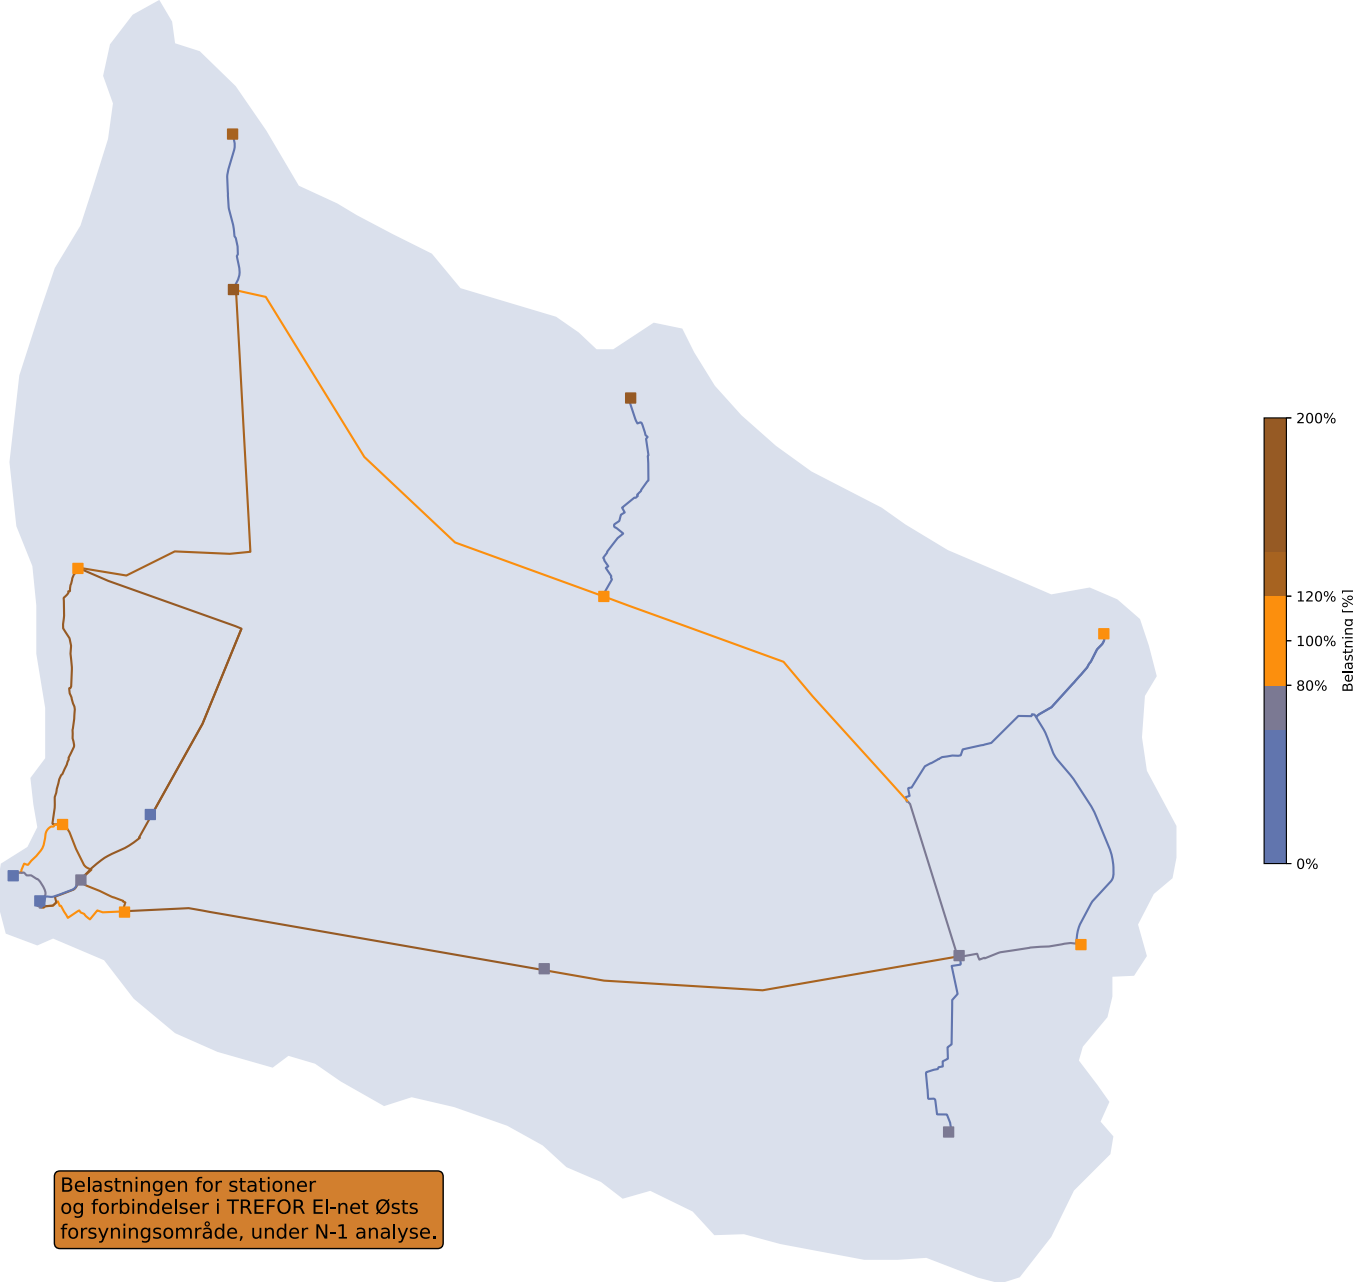 200%
120%
100%
80%
0%
Belastning [%]
Belastningen for stationer
og forbindelser i TREFOR El-net Østs
forsyningsområde, under N-1 analyse.